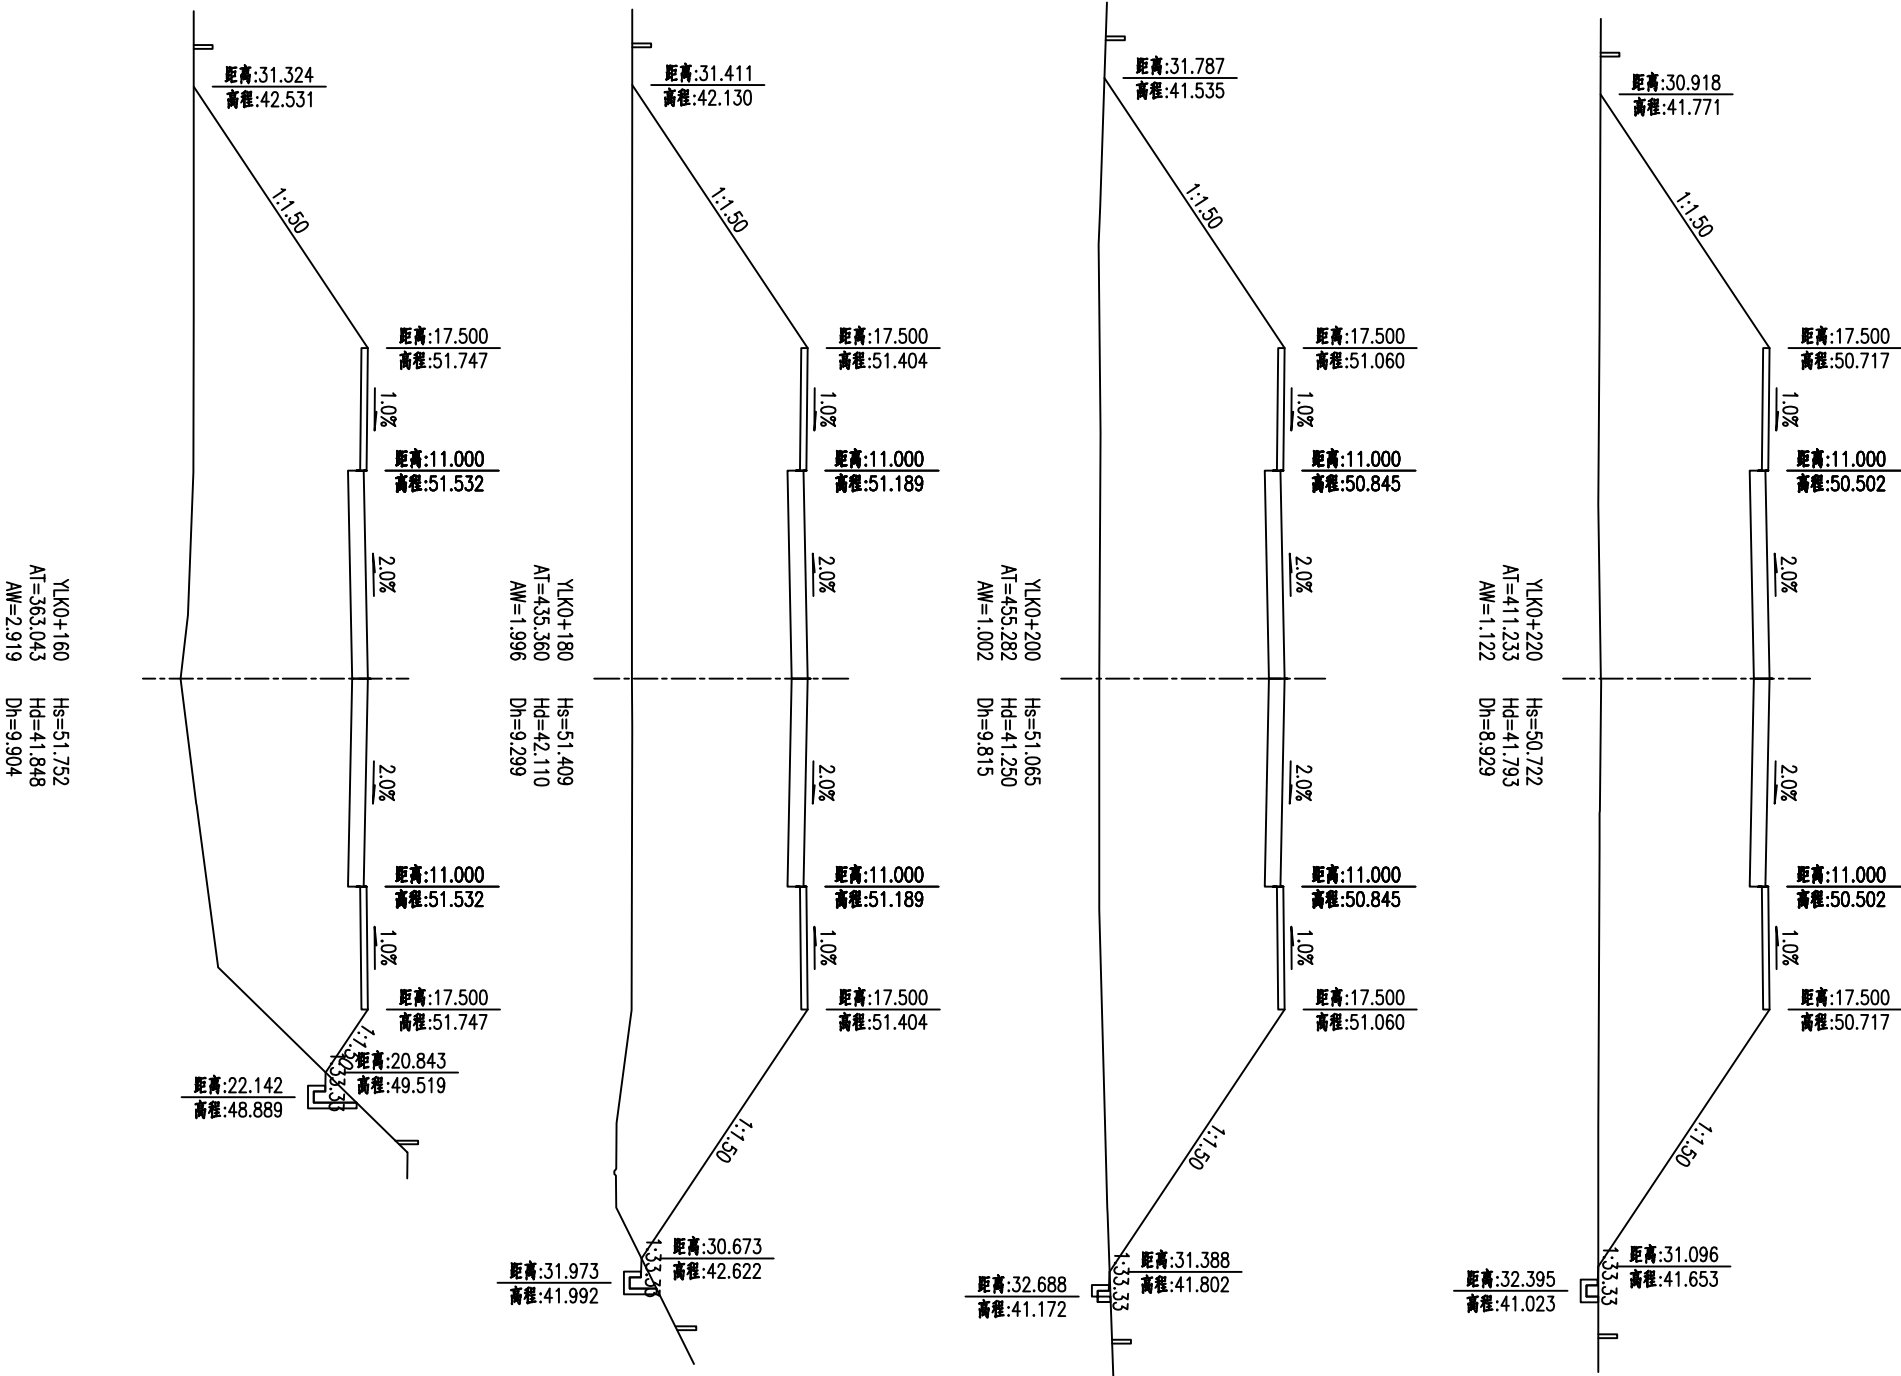 距离:31.324
高程:42.531
1:1.50
距离:17.500
高程:51.747
1.0%
距离:11.000
高程:51.532
2.0%
YLK0+160 Hs=51.752
AT=363.043 Hd=41.848
AW=2.919 Dh=9.904
2.0%
距离:11.000
高程:51.532
1.0%
距离:17.500
高程:51.747
1:1.50
距离:20.843
高程:49.519
1:33.33
距离:22.142
高程:48.889
距离:31.411
高程:42.130
1:1.50
距离:17.500
高程:51.404
1.0%
距离:11.000
高程:51.189
2.0%
YLK0+180 Hs=51.409
AT=435.360 Hd=42.110
AW=1.996 Dh=9.299
2.0%
距离:11.000
高程:51.189
1.0%
距离:17.500
高程:51.404
1:1.50
距离:30.673
高程:42.622
1:33.33
距离:31.973
高程:41.992
距离:31.787
高程:41.535
1:1.50
距离:17.500
高程:51.060
1.0%
距离:11.000
高程:50.845
2.0%
YLK0+200 Hs=51.065
AT=455.282 Hd=41.250
AW=1.002 Dh=9.815
2.0%
距离:11.000
高程:50.845
1.0%
距离:17.500
高程:51.060
1:1.50
距离:31.388
高程:41.802
1:33.33
距离:32.688
高程:41.172
距离:30.918
高程:41.771
1:1.50
距离:17.500
高程:50.717
1.0%
距离:11.000
高程:50.502
2.0%
YLK0+220 Hs=50.722
AT=411.233 Hd=41.793
AW=1.122 Dh=8.929
2.0%
距离:11.000
高程:50.502
1.0%
距离:17.500
高程:50.717
1:1.50
距离:31.096
高程:41.653
1:33.33
距离:32.395
高程:41.023